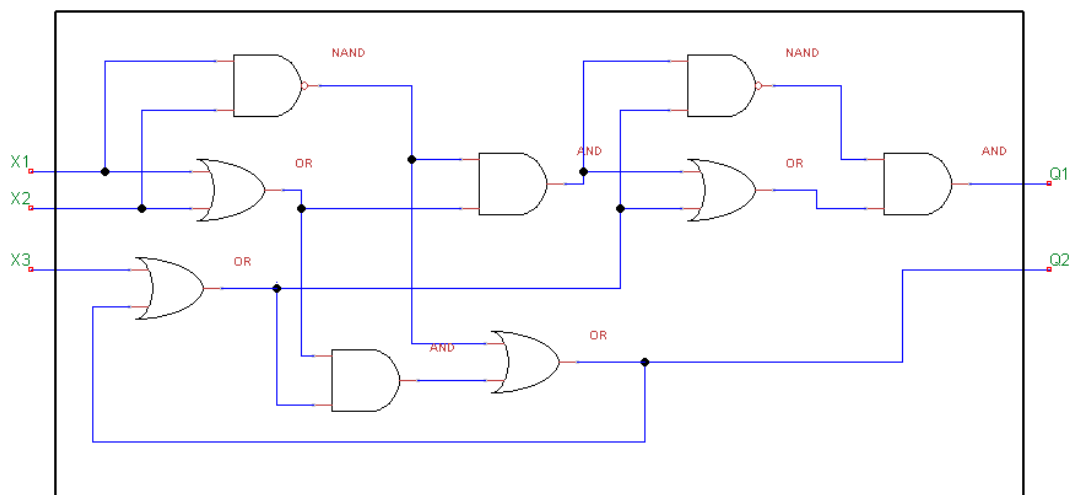 NAND
NAND
X1
OR
AND
OR
AND
Q1
X2
X3
OR
Q2
AND
OR